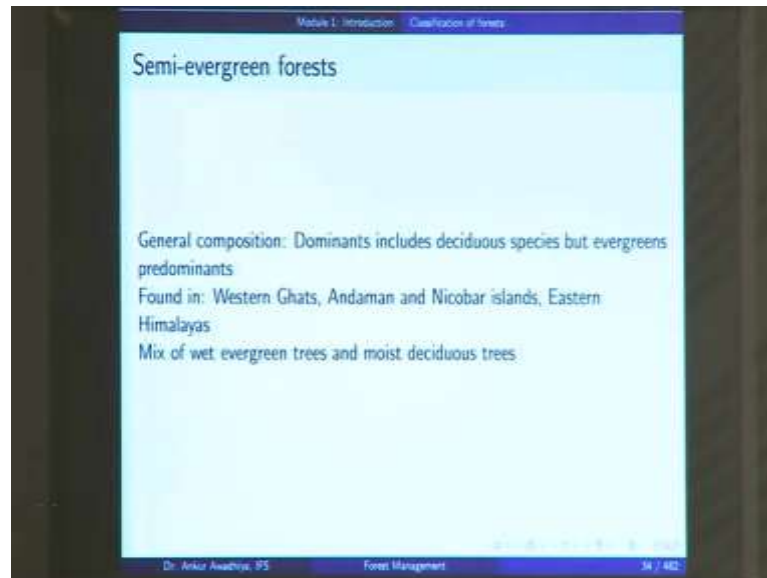 Module 1: Introduction Classification of forests
Semi-evergreen forests
General composition: Dominants includes deciduous species but evergreens
predominants
Found in: Western Ghats, Andaman and Nicobar islands, Eastern
Himalayas
Mix of wet evergreen trees and moist deciduous trees
Dr. Ankur Awadhiya, IFS Forest Management 34 / 482